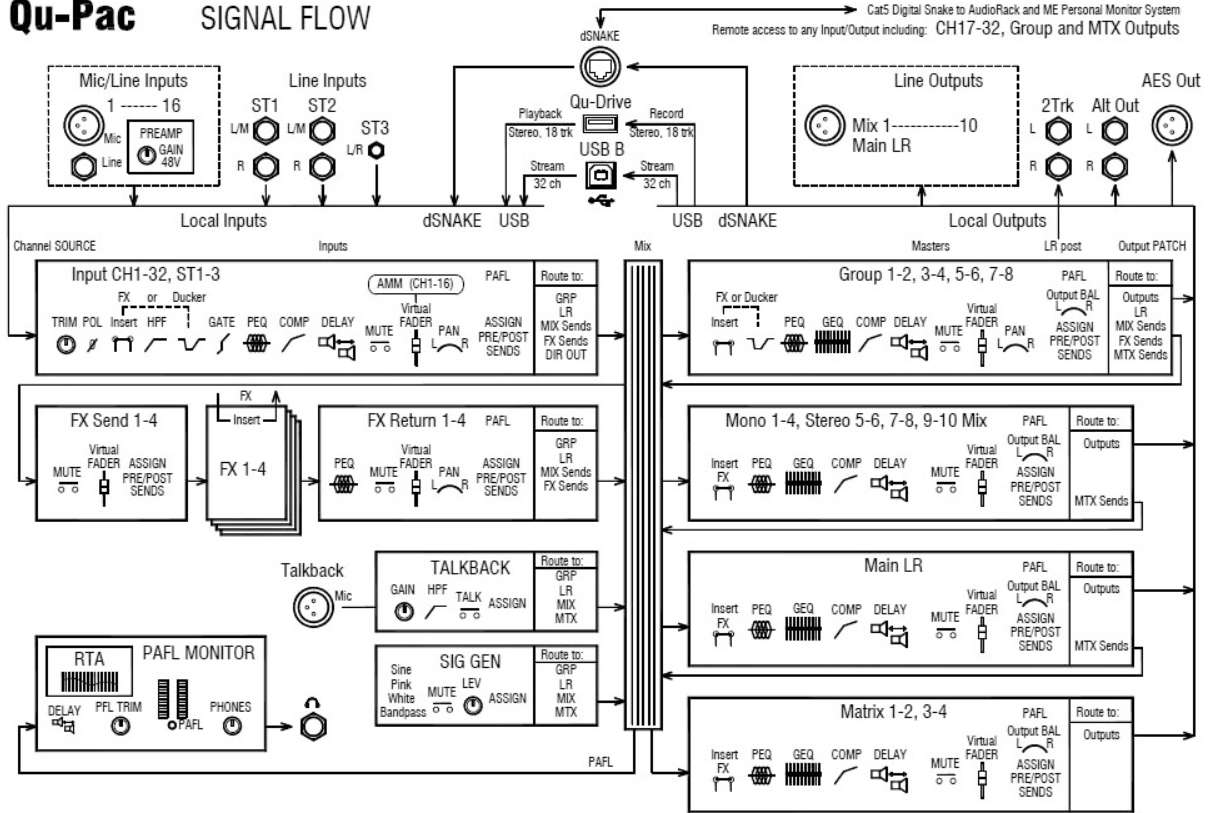 Qu-Pac SIGNAL FLOW
Cat5 Digital Snake to AudioRack and ME Personal Monitor System
Remote access to any Input/Output including: CH17-32, Group and MTX Outputs
dSNAKE
Mic/Line Inputs
1 ------ 16
Mic
Line
PREAMP
GAIN
48V
Line Inputs
ST1 ST2
L/M L/M
R R
ST3
L/R
Qu-Drive
Playback
Stereo, 18 trk
Record
Stereo, 18 trk
USB B
Stream
32 ch
Stream
32 ch
Line Outputs
Mix 1-----------10
Main LR
2Trk Alt Out
L L
R R
AES Out
Local Inputs dSNAKE USB
USB dSNAKE Local Outputs
Channel SOURCE Inputs Mix Masters LR post Output PATCH
Input CH1-32, ST1-3
AMM (CH1-16)
PAFL
FX or Ducker
TRIM POL Insert HPF GATE PEQ COMP DELAY MUTE
Virtual
FADER
PAN
ASSIGN
PRE/POST
SENDS
Route to:
GRP
LR
MIX Sends
FX Sends
DIR OUT
Group 1-2, 3-4, 5-6, 7-8
PAFL
FX or Ducker
Insert PEQ GEQ COMP DELAY MUTE
Virtual
FADER
PAN
Output BAL
L R
ASSIGN
PRE/POST
SENDS
Route to:
Outputs
LR
MIX Sends
FX Sends
MTX Sends
FX Send 1-4
MUTE
Virtual
FADER
ASSIGN
PRE/POST
SENDS
FX
Insert
FX 1-4
FX Return 1-4
PAFL
PEQ MUTE
Virtual
FADER
PAN
ASSIGN
PRE/POST
SENDS
Route to:
GRP
LR
MIX Sends
FX Sends
Mono 1-4, Stereo 5-6, 7-8, 9-10 Mix
PAFL
Insert
FX
PEQ GEQ COMP DELAY MUTE
Virtual
FADER
Output BAL
L R
ASSIGN
PRE/POST
SENDS
Route to:
Outputs
MTX Sends
Talkback
Mic
TALKBACK
GAIN HPF TALK ASSIGN
Route to:
GRP
LR
MIX
MTX
Main LR
PAFL
Insert
FX
PEQ GEQ COMP DELAY MUTE
Virtual
FADER
Output BAL
L R
ASSIGN
PRE/POST
SENDS
Route to:
Outputs
MTX Sends
RTA
PAFL MONITOR
DELAY PFL TRIM PAFL PHONES
SIG GEN
Sine
Pink
White
Bandpass
MUTE LEV ASSIGN
Route to:
GRP
LR
MIX
MTX
PAFL
Matrix 1-2, 3-4
PAFL
Insert
FX
PEQ GEQ COMP DELAY MUTE
Virtual
FADER
Output BAL
L R
ASSIGN
PRE/POST
SENDS
Route to:
Outputs